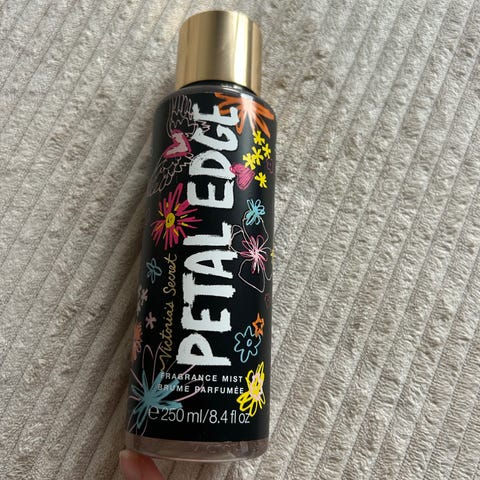 PETAL EDGE
Victoria's Secret
FRAGRANCE MIST
BRUME PARFUMÉE
℮ 250 ml/8.4 fl oz